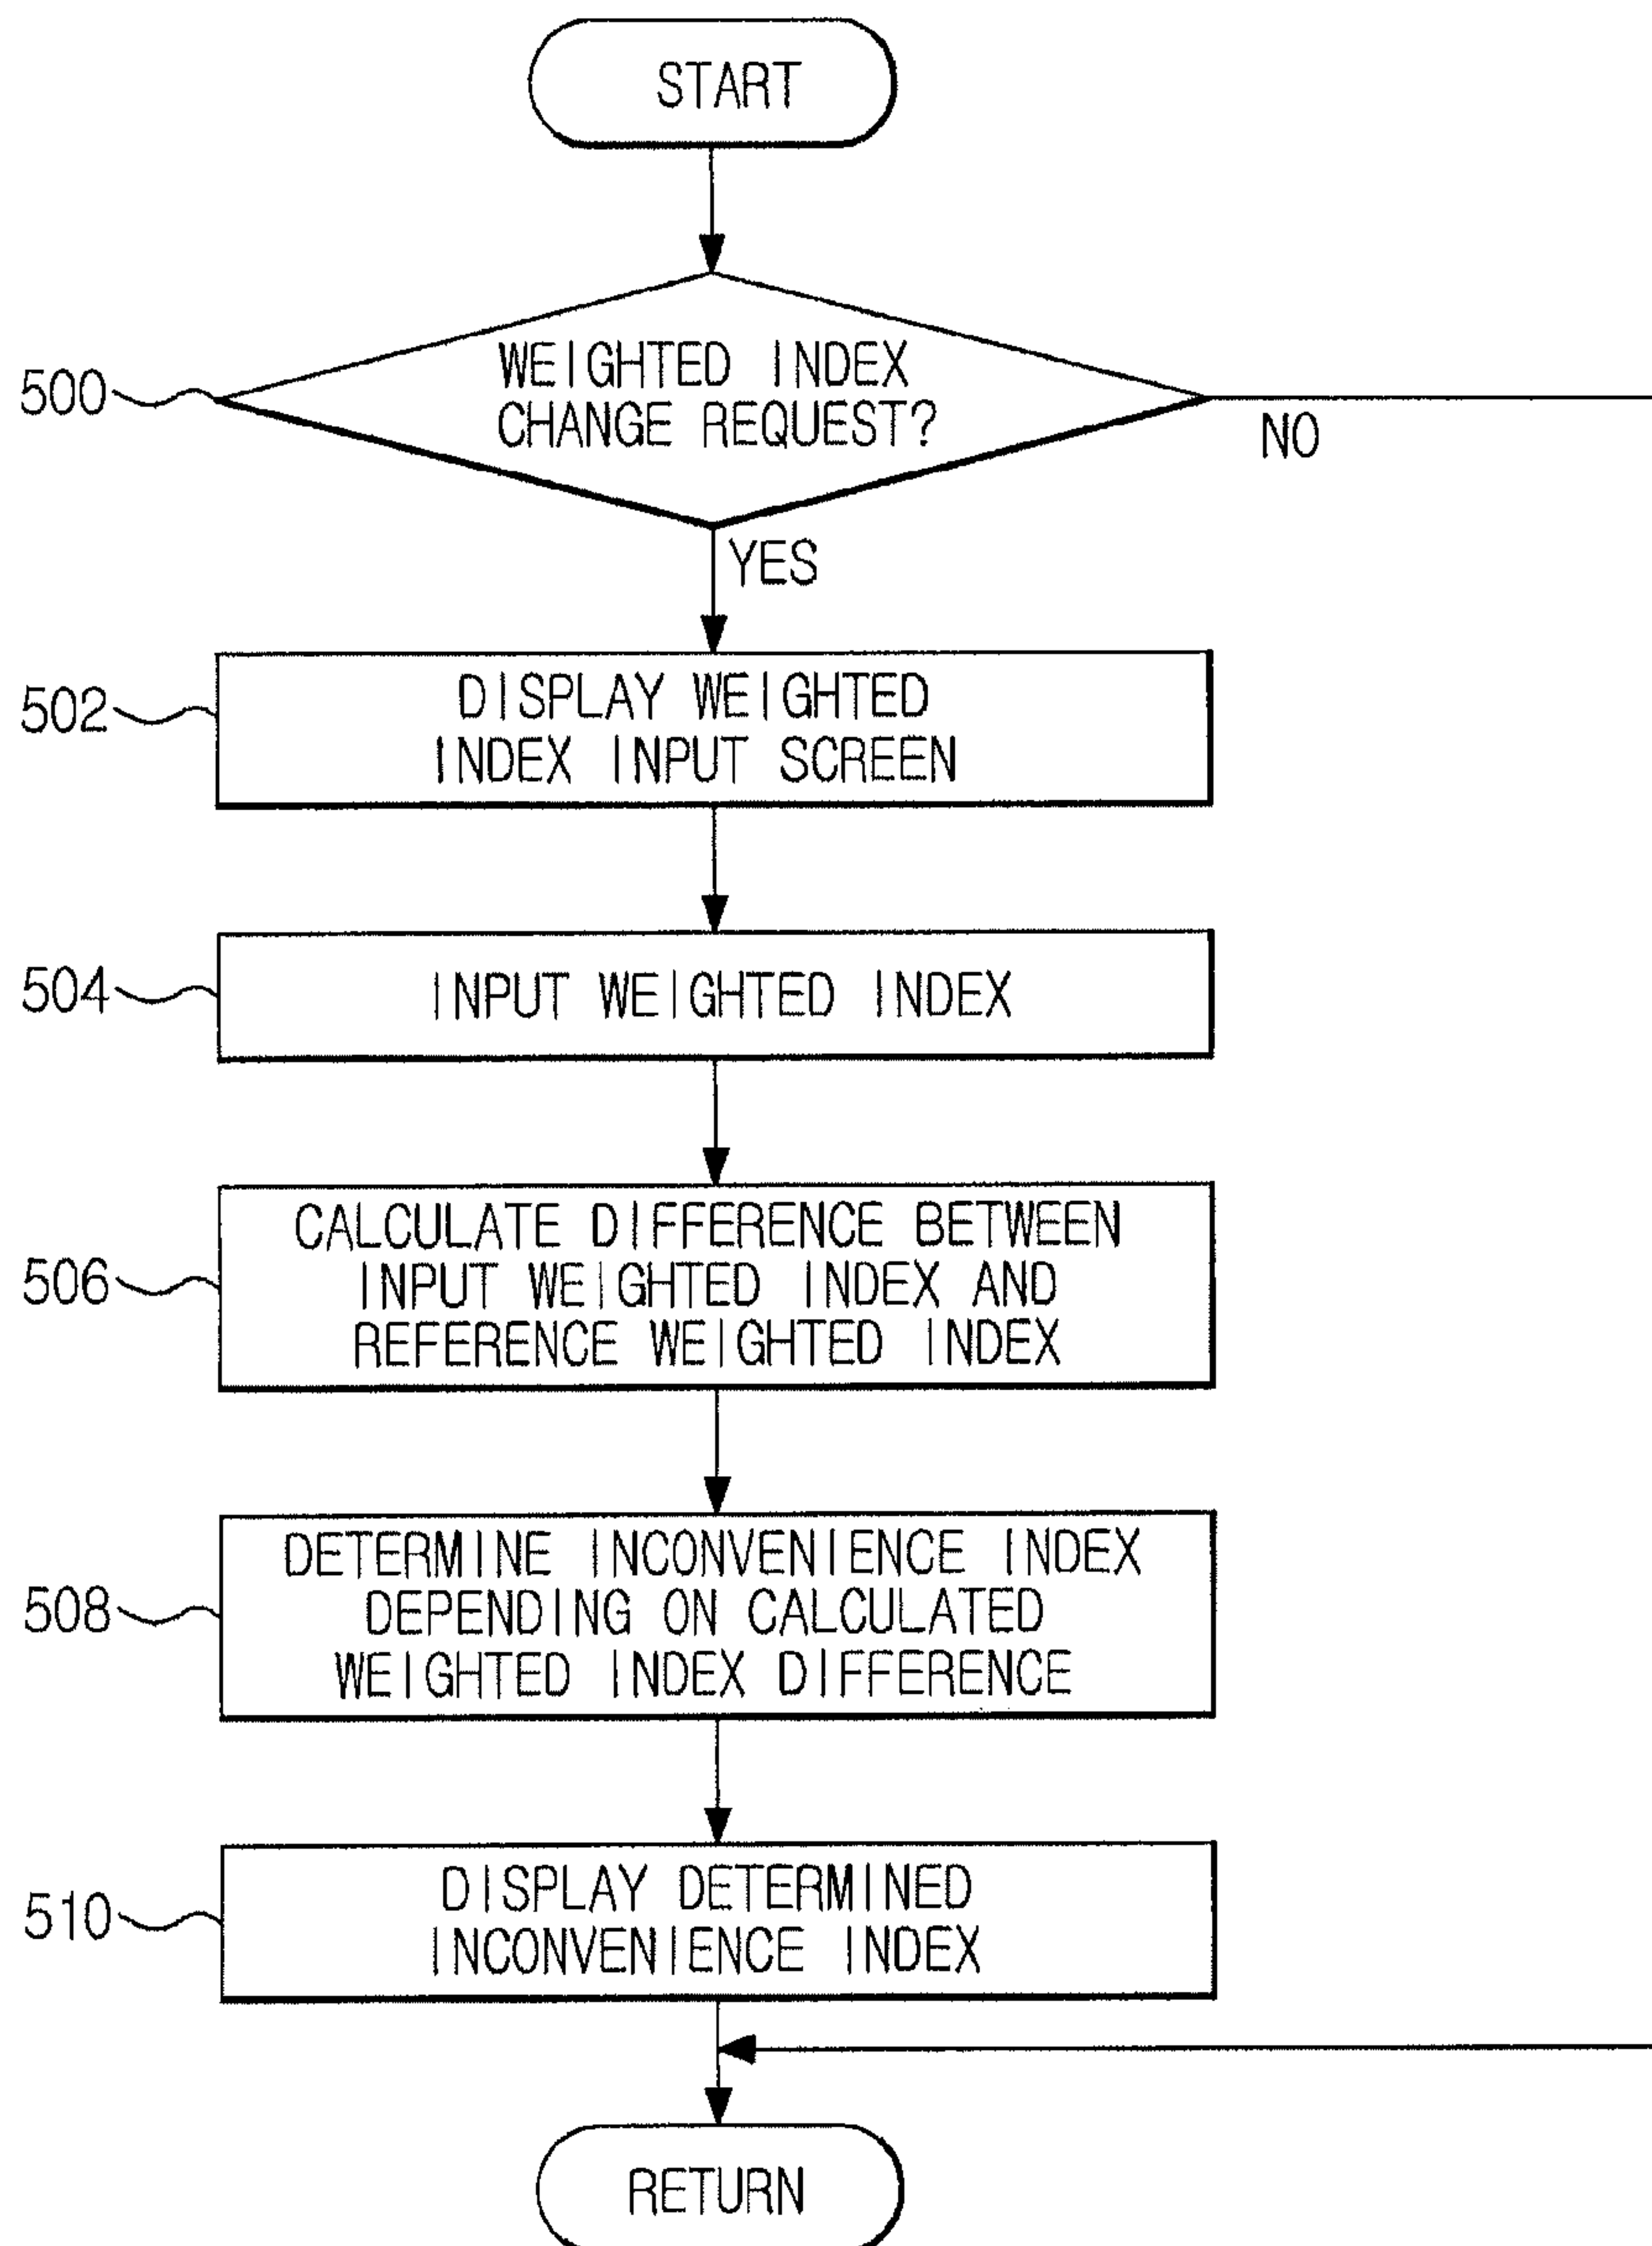 START
500
WEIGHTED INDEX
CHANGE REQUEST?
NO
YES
502
DISPLAY WEIGHTED
INDEX INPUT SCREEN
504
INPUT WEIGHTED INDEX
506
CALCULATE DIFFERENCE BETWEEN
INPUT WEIGHTED INDEX AND
REFERENCE WEIGHTED INDEX
508
DETERMINE INCONVENIENCE INDEX
DEPENDING ON CALCULATED
WEIGHTED INDEX DIFFERENCE
510
DISPLAY DETERMINED
INCONVENIENCE INDEX
RETURN